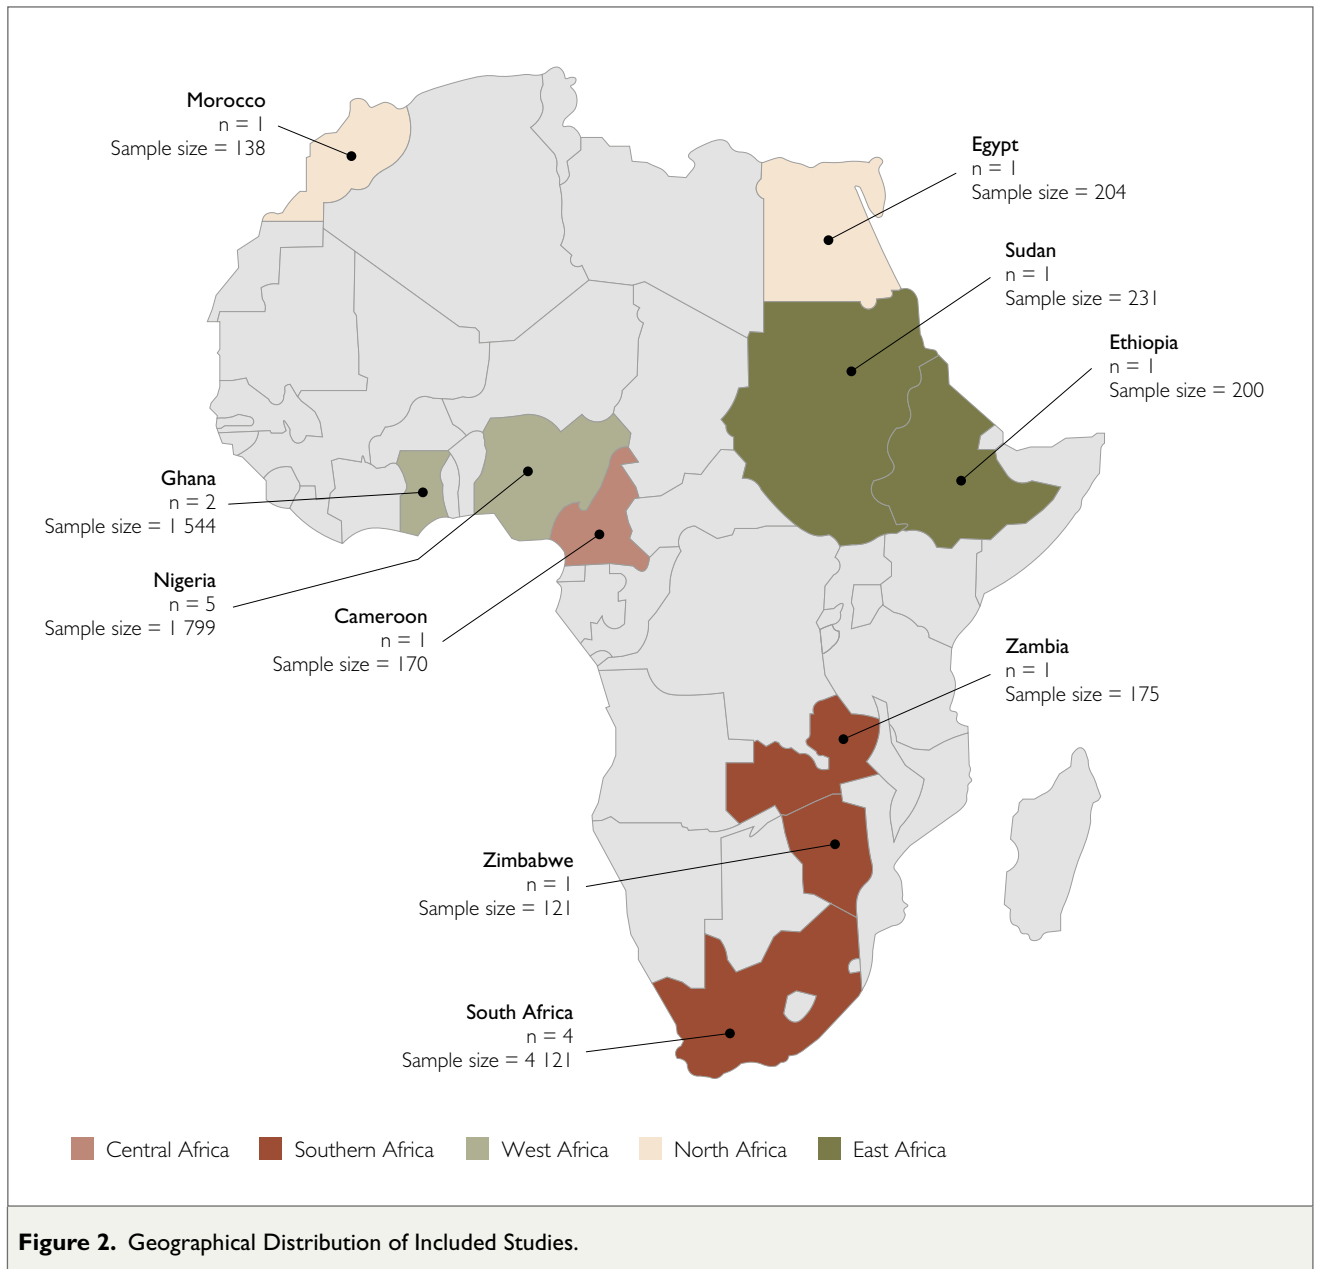 Morocco
n = 1
Sample size = 138
Egypt
n = 1
Sample size = 204
Sudan
n = 1
Sample size = 231
Ethiopia
n = 1
Sample size = 200
Ghana
n = 2
Sample size = 1 544
Nigeria
n = 5
Sample size = 1 799
Cameroon
n = 1
Sample size = 170
Zambia
n = 1
Sample size = 175
Zimbabwe
n = 1
Sample size = 121
South Africa
n = 4
Sample size = 4 121
Central Africa Southern Africa West Africa North Africa East Africa
Figure 2. Geographical Distribution of Included Studies.